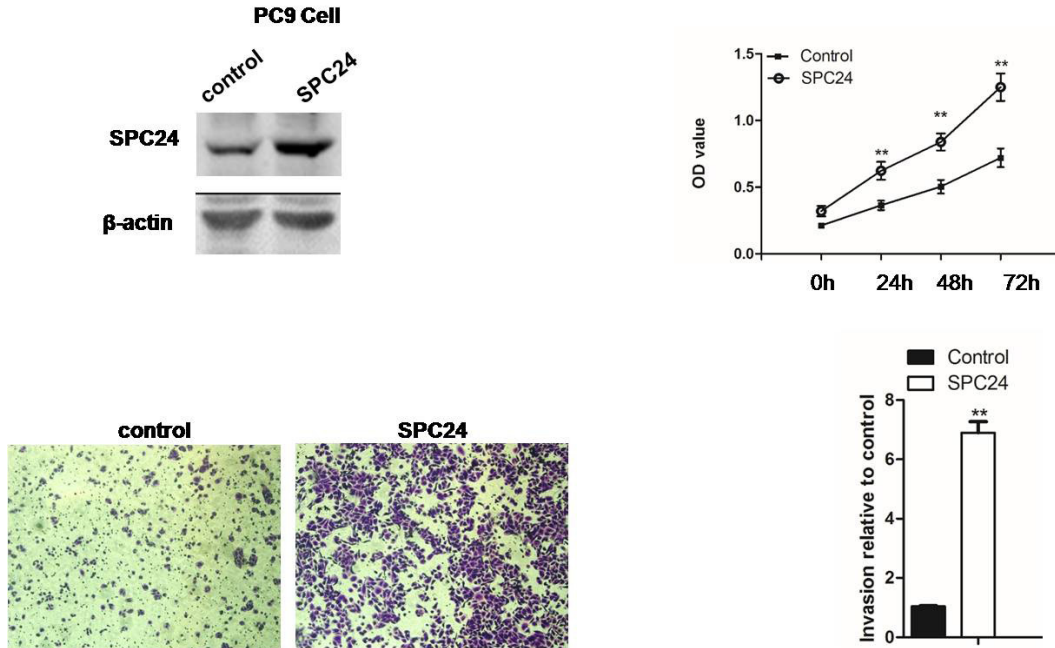 PC9 Cell
control
SPC24
SPC24
β-actin
1.5
1.0
0.5
0.0
OD value
Control
SPC24
**
**
**
0h 24h 48h 72h
control
SPC24
Control
SPC24
8
6
4
2
0
Invasion relative to control
**